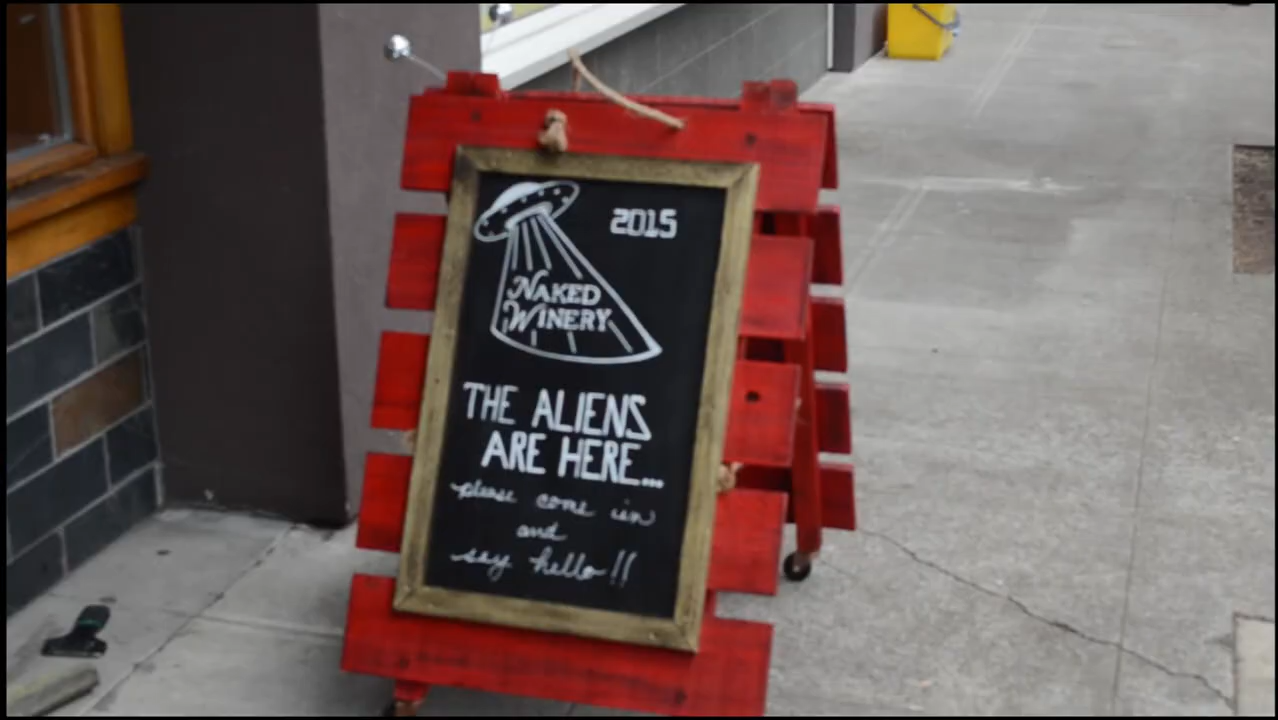 2015
NAKED
WINERY
THE ALIENS
ARE HERE...
please come in
and
say hello!!